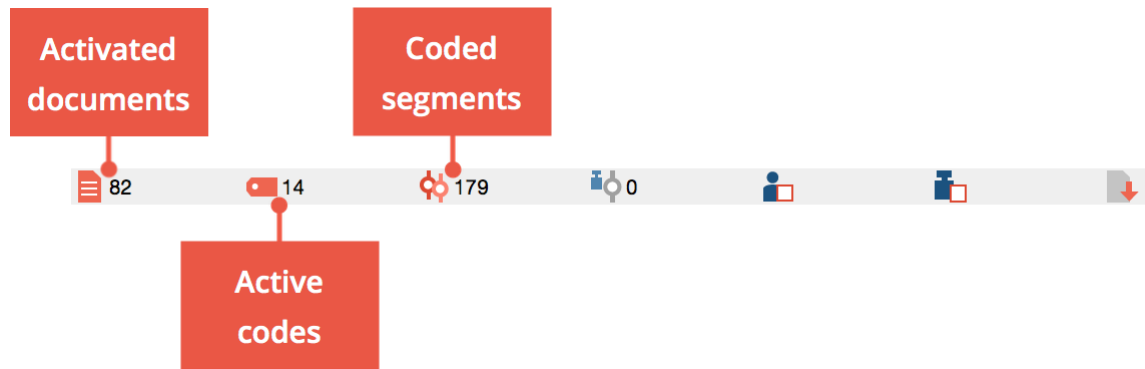 Activated
documents
Coded
segments
82
14
179
0
Active
codes